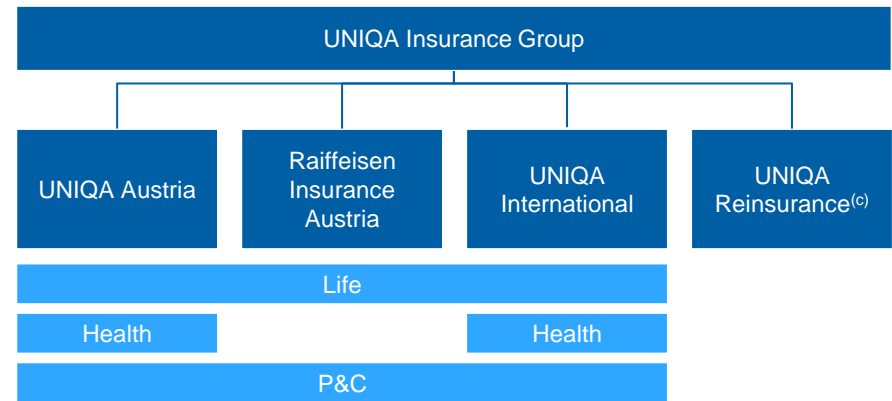 UNIQA Insurance Group
UNIQA Austria
Raiffeisen
Insurance
Austria
UNIQA
International
UNIQA
Reinsurance(c)
Life
Health
Health
P&C